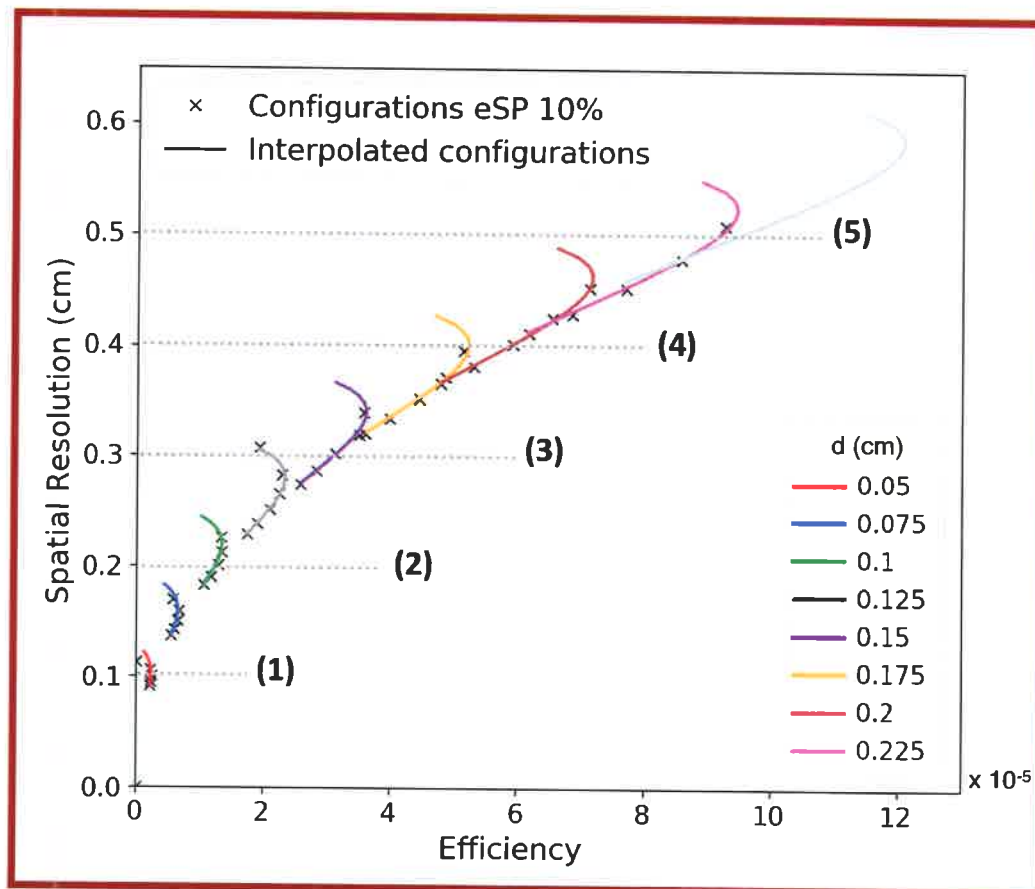 × Configurations eSP 10%
Interpolated configurations
Spatial Resolution (cm)
0.6
0.5
0.4
0.3
0.2
0.1
0.0
(5)
(4)
(3)
(2)
(1)
d (cm)
0.05
0.075
0.1
0.125
0.15
0.175
0.2
0.225
0 2 4 6 8 10 12
x 10⁻⁵
Efficiency